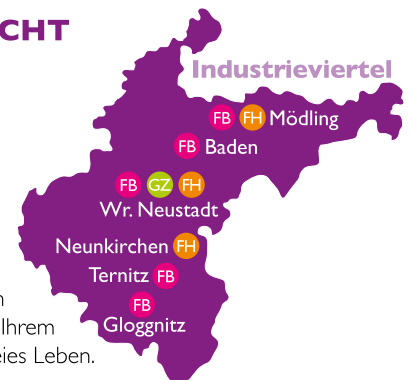 CHT
Industrieviertel
FB FH Mödling
FB Baden
FB GZ FH
Wr. Neustadt
Neunkirchen FH
Ternitz FB
FB
Gloggnitz
n
Ihrem
eies Leben.